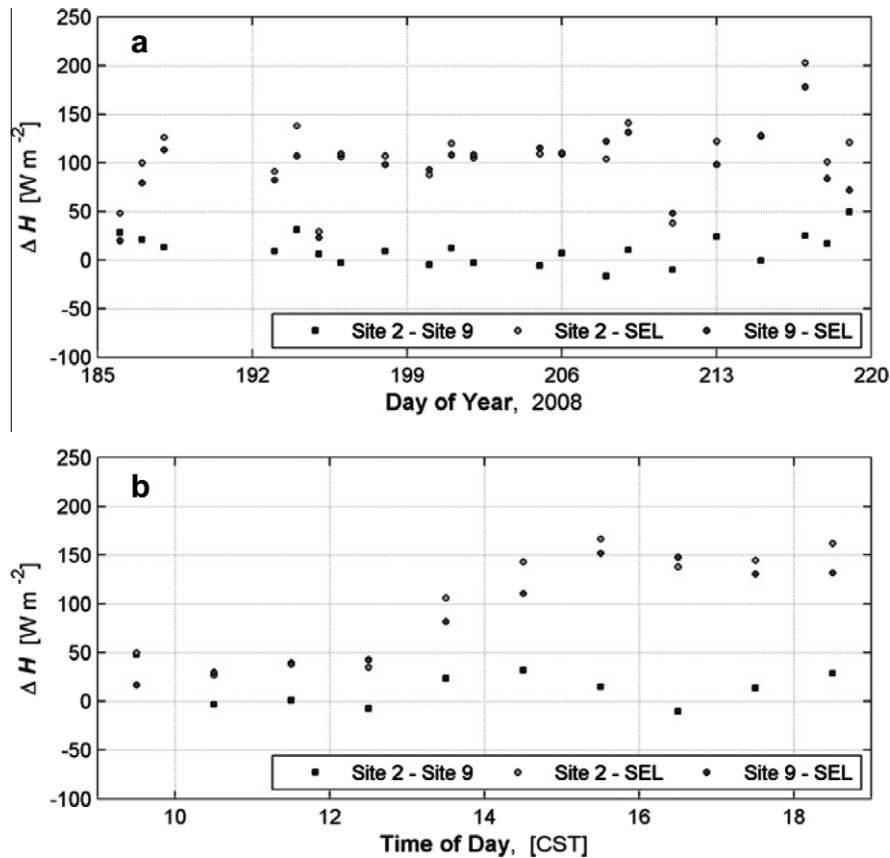 a
250
200
150
100
50
0
-50
-100
Δ H [W m-2]
Site 2 - Site 9 Site 2 - SEL Site 9 - SEL
185 192 199 206 213 220
Day of Year, 2008
b
250
200
150
100
50
0
-50
-100
Δ H [W m-2]
Site 2 - Site 9 Site 2 - SEL Site 9 - SEL
10 12 14 16 18
Time of Day, [CST]